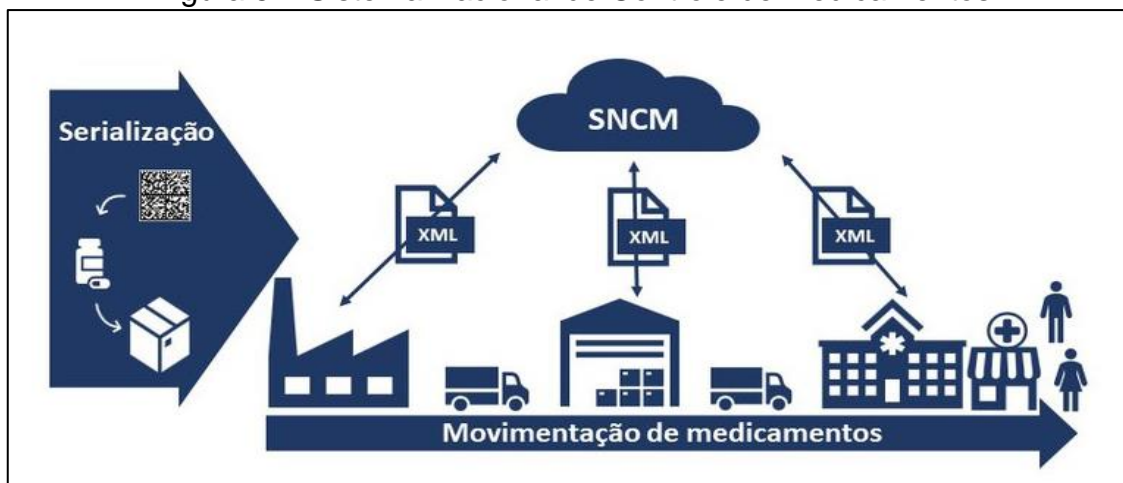 Serialização
SNCM
XML
XML
XML
Movimentação de medicamentos